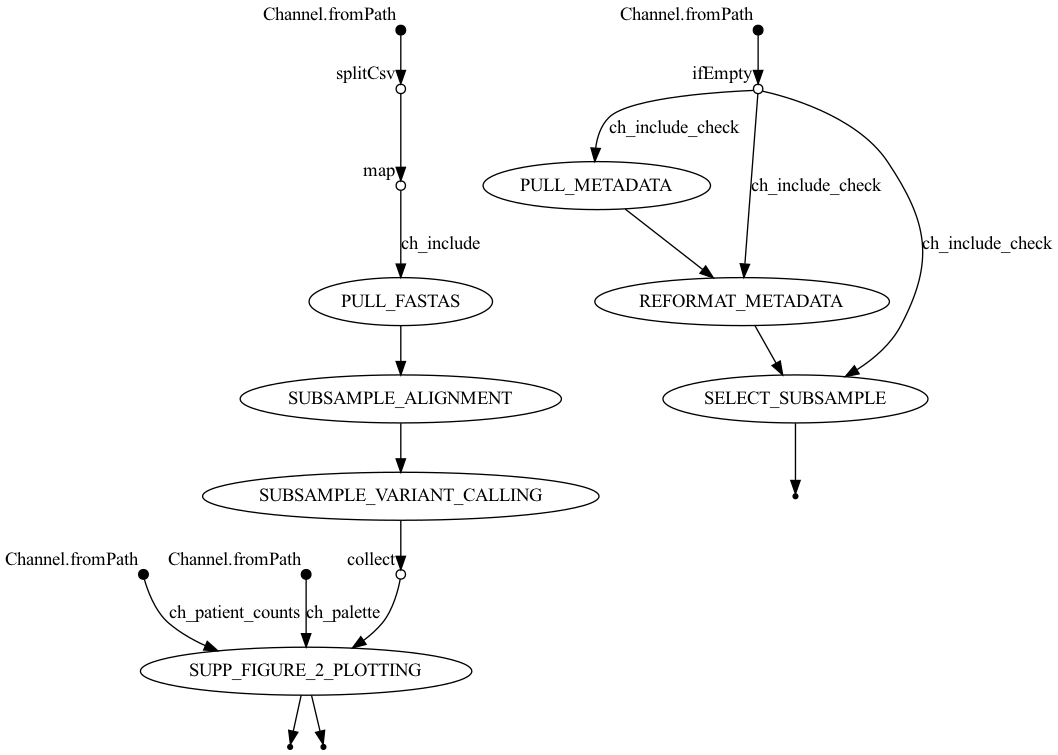 Channel.fromPath
Channel.fromPath
splitCsv
ifEmpty
ch_include_check
map
PULL_METADATA
ch_include_check
ch_include
ch_include_check
PULL_FASTAS
REFORMAT_METADATA
SUBSAMPLE_ALIGNMENT
SELECT_SUBSAMPLE
SUBSAMPLE_VARIANT_CALLING
Channel.fromPath
Channel.fromPath
collect
ch_patient_counts
ch_palette
SUPP_FIGURE_2_PLOTTING